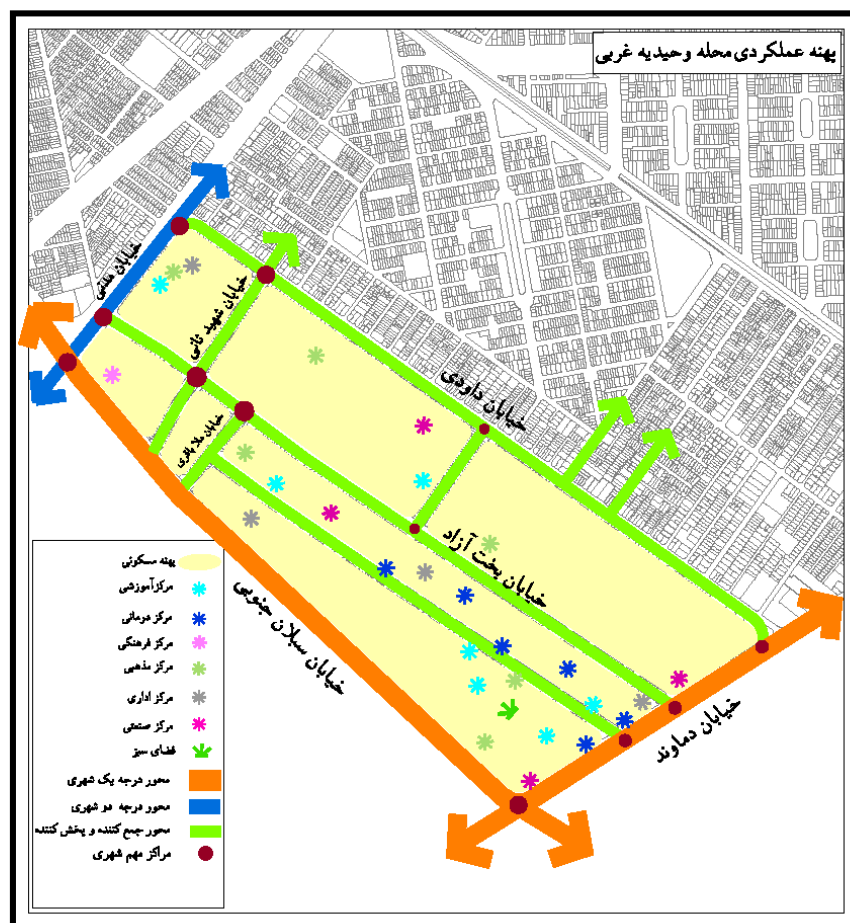 پهنه عملکردی محله وحیدیه غربی
خیابان مدنی
خیابان شهید ثانی
خیابان ملا باقری
خیابان داودی
خیابان بخت آزاد
خیابان سبلان جنوبی
خیابان دماوند
پهنه مسکونی
مرکزآموزشی
مرکز درمانی
مرکز فرهنگی
مرکز مذهبی
مرکز اداری
مرکز صنعتی
فضای سبز
محور درجه یک شهری
محور درجه دو شهری
محور جمع کننده و پخش کننده
مراکز مهم شهری